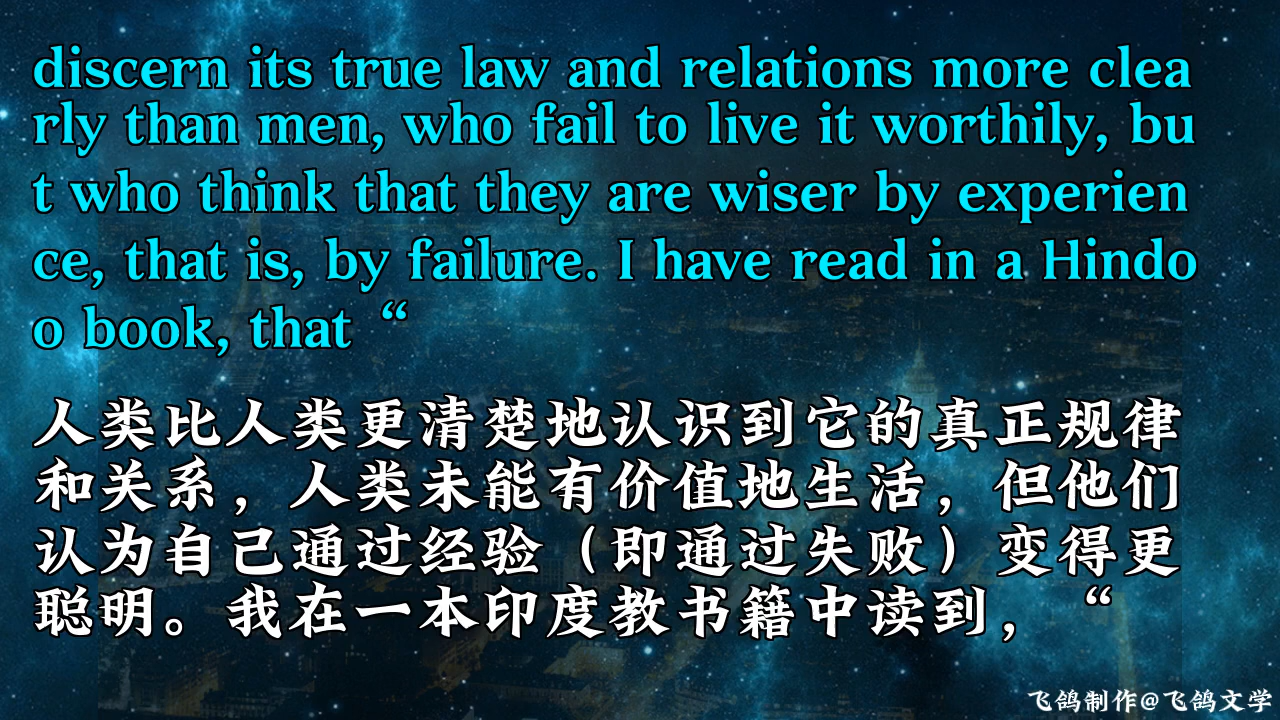 discern its true law and relations more clea
rly than men, who fail to live it worthily, bu
t who think that they are wiser by experien
ce, that is, by failure. I have read in a Hindo
o book, that “
人类比人类更清楚地认识到它的真正规律
和关系，人类未能有价值地生活，但他们
认为自己通过经验（即通过失败）变得更
聪明。我在一本印度教书籍中读到，“
飞鸽制作@飞鸽文学